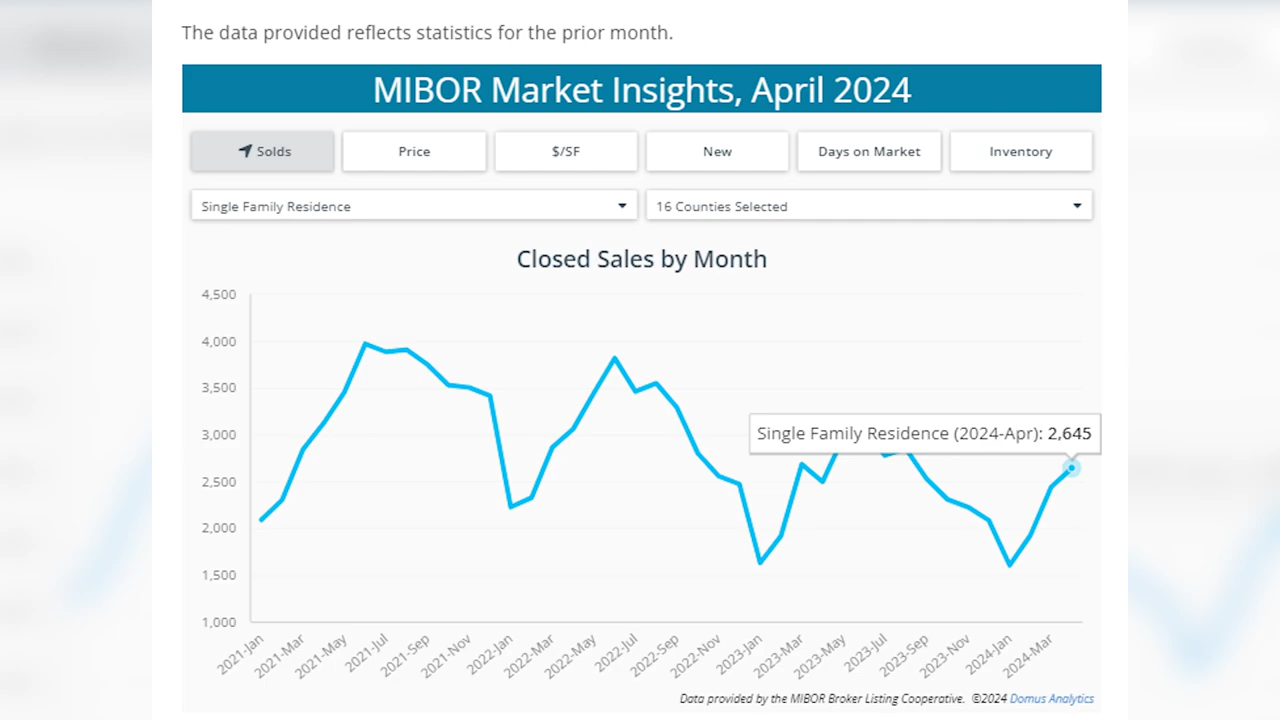 The data provided reflects statistics for the prior month.
MIBOR Market Insights, April 2024
Solds Price $/SF New Days on Market Inventory
Single Family Residence 16 Counties Selected
Closed Sales by Month
4,500
4,000
3,500
3,000
2,500
2,000
1,500
1,000
Single Family Residence (2024-Apr): 2,645
2021-Jan 2021-Mar 2021-May 2021-Jul 2021-Sep 2021-Nov 2022-Jan 2022-Mar 2022-May 2022-Jul 2022-Sep 2022-Nov 2023-Jan 2023-Mar 2023-May 2023-Jul 2023-Sep 2023-Nov 2024-Jan 2024-Mar
Data provided by the MIBOR Broker Listing Cooperative. ©2024 Domus Analytics